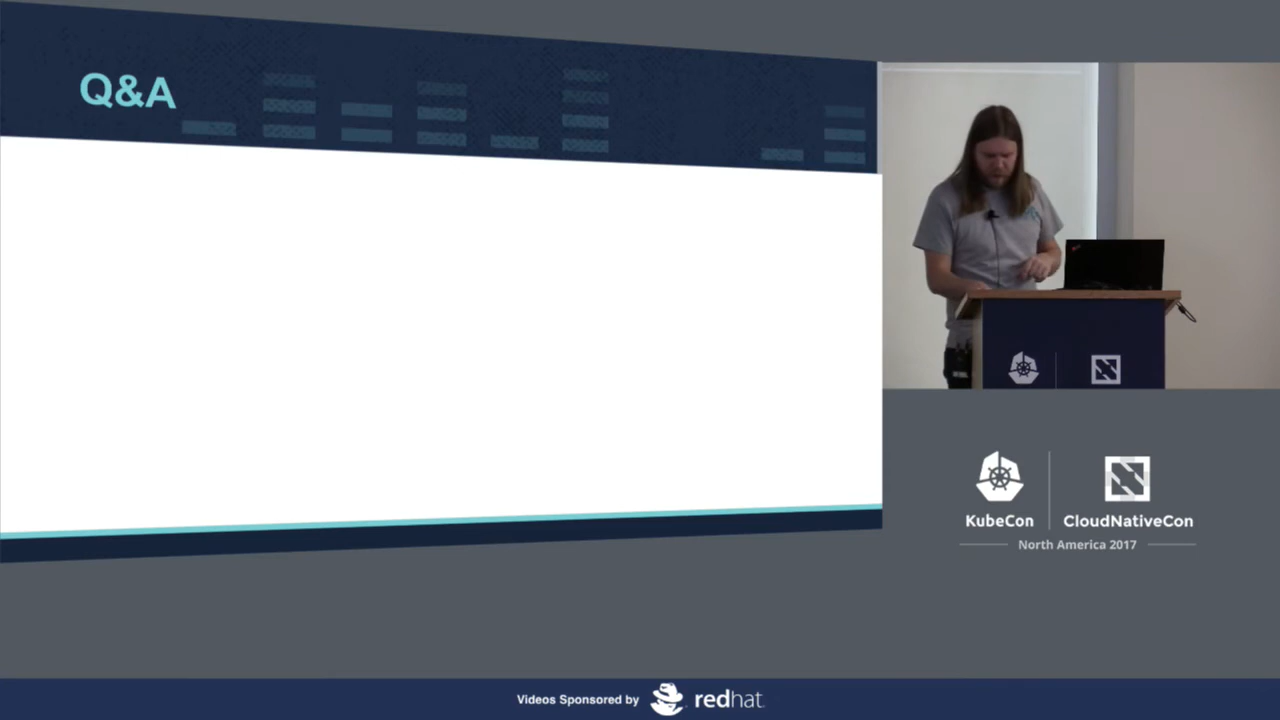 Q&A
KubeCon
CloudNativeCon
North America 2017
Videos Sponsored by
redhat